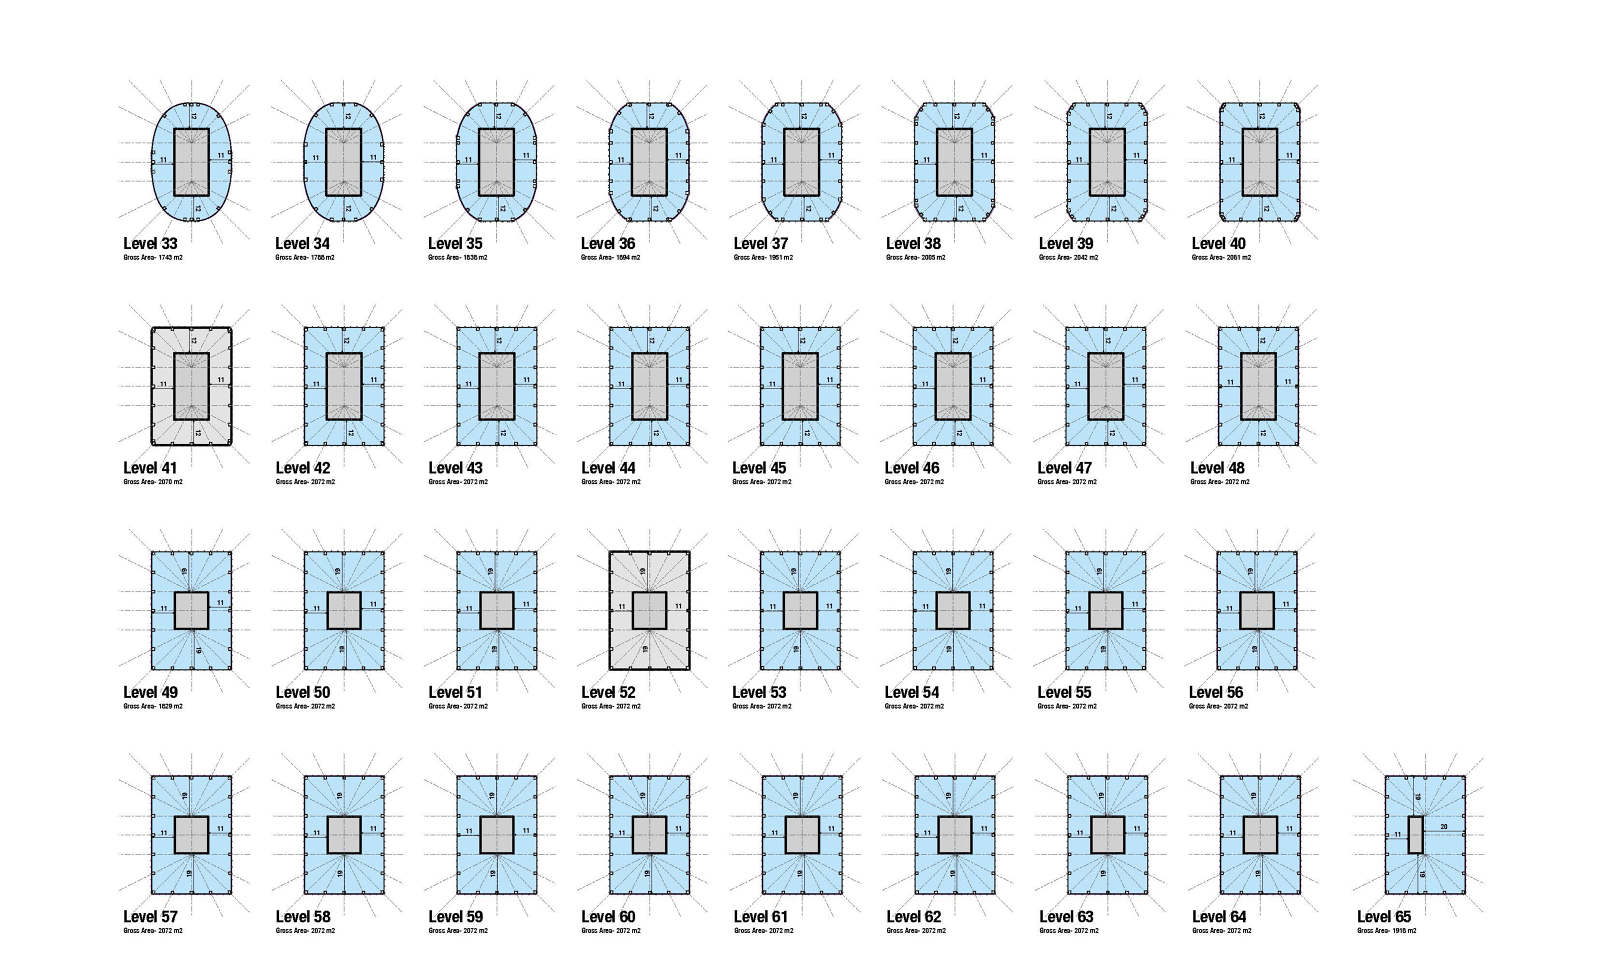 12
11 11
12
Level 33
Gross Area- 1743 m2
12
11 11
12
Level 34
Gross Area- 1788 m2
12
11 11
12
Level 35
Gross Area- 1838 m2
12
11 11
12
Level 36
Gross Area- 1894 m2
12
11 11
12
Level 37
Gross Area- 1951 m2
12
11 11
12
Level 38
Gross Area- 2005 m2
12
11 11
12
Level 39
Gross Area- 2042 m2
12
11 11
12
Level 40
Gross Area- 2061 m2
12
11 11
12
Level 41
Gross Area- 2070 m2
12
11 11
12
Level 42
Gross Area- 2072 m2
12
11 11
12
Level 43
Gross Area- 2072 m2
12
11 11
12
Level 44
Gross Area- 2072 m2
12
11 11
12
Level 45
Gross Area- 2072 m2
12
11 11
12
Level 46
Gross Area- 2072 m2
12
11 11
12
Level 47
Gross Area- 2072 m2
12
11 11
12
Level 48
Gross Area- 2072 m2
19
11 11
19
Level 49
Gross Area- 1829 m2
19
11 11
19
Level 50
Gross Area- 2072 m2
19
11 11
19
Level 51
Gross Area- 2072 m2
19
11 11
19
Level 52
Gross Area- 2072 m2
19
11 11
19
Level 53
Gross Area- 2072 m2
19
11 11
19
Level 54
Gross Area- 2072 m2
19
11 11
19
Level 55
Gross Area- 2072 m2
19
11 11
19
Level 56
Gross Area- 2072 m2
19
11 11
19
Level 57
Gross Area- 2072 m2
19
11 11
19
Level 58
Gross Area- 2072 m2
19
11 11
19
Level 59
Gross Area- 2072 m2
19
11 11
19
Level 60
Gross Area- 2072 m2
19
11 11
19
Level 61
Gross Area- 2072 m2
19
11 11
19
Level 62
Gross Area- 2072 m2
19
11 11
19
Level 63
Gross Area- 2072 m2
19
11 11
19
Level 64
Gross Area- 2072 m2
19
20
11
19
Level 65
Gross Area- 1916 m2